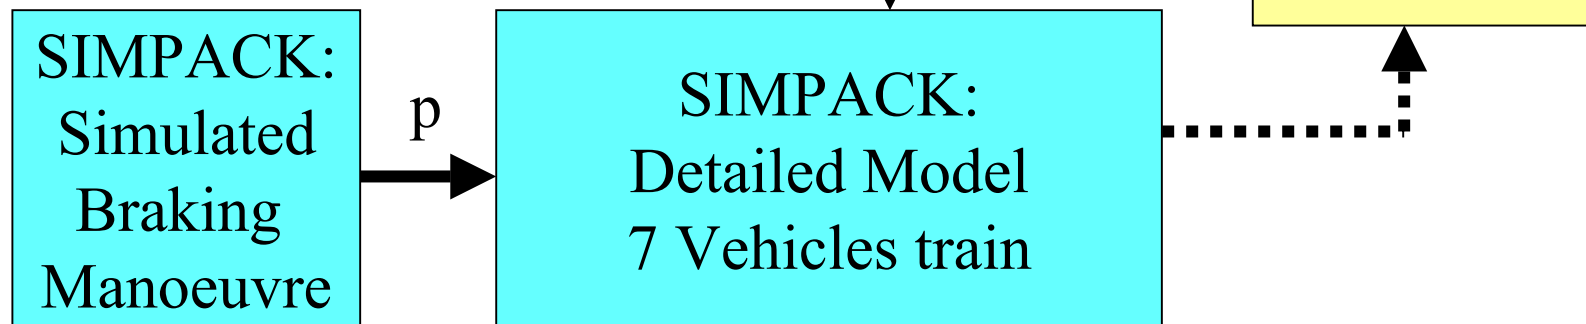 SIMPACK:
Simulated
Braking
Manoeuvre
p
SIMPACK:
Detailed Model
7 Vehicles train